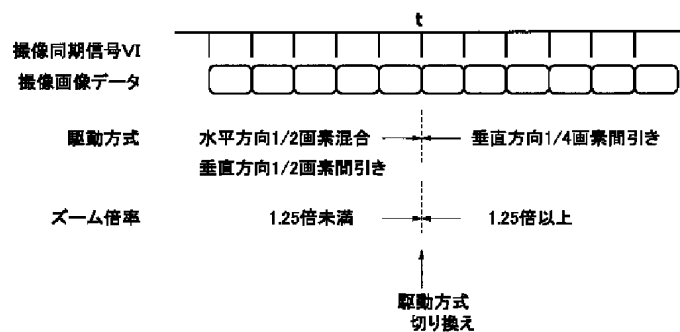 t
撮像同期信号VI
撮像画像データ
駆動方式 水平方向1/2画素混合 垂直方向1/4画素間引き
垂直方向1/2画素間引き
ズーム倍率 1.25倍未満 1.25倍以上
駆動方式
切り換え